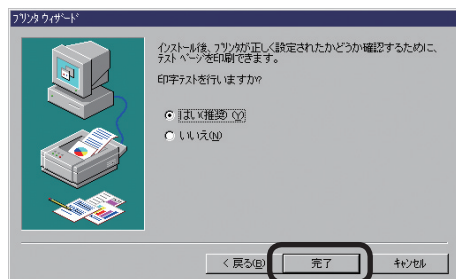 プリンタ ウィザード
インストール後、プリンタが正しく設定されたかどうか確認するために、
テスト ページを印刷できます。
印字テストを行いますか?
はい(推奨)(Y)
いいえ(N)
< 戻る(B)
完了
キャンセル